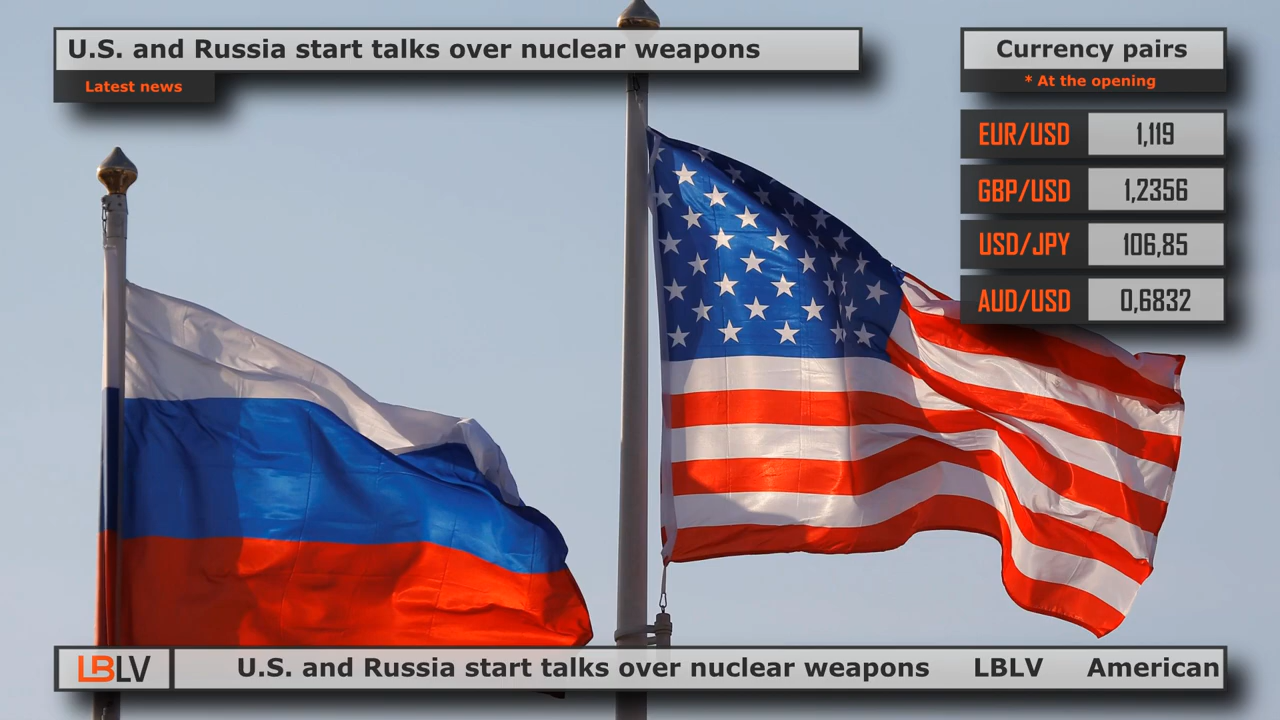 U.S. and Russia start talks over nuclear weapons
Latest news
Currency pairs
* At the opening
EUR/USD 1,119
GBP/USD 1,2356
USD/JPY 106,85
AUD/USD 0,6832
LBLV U.S. and Russia start talks over nuclear weapons LBLV American